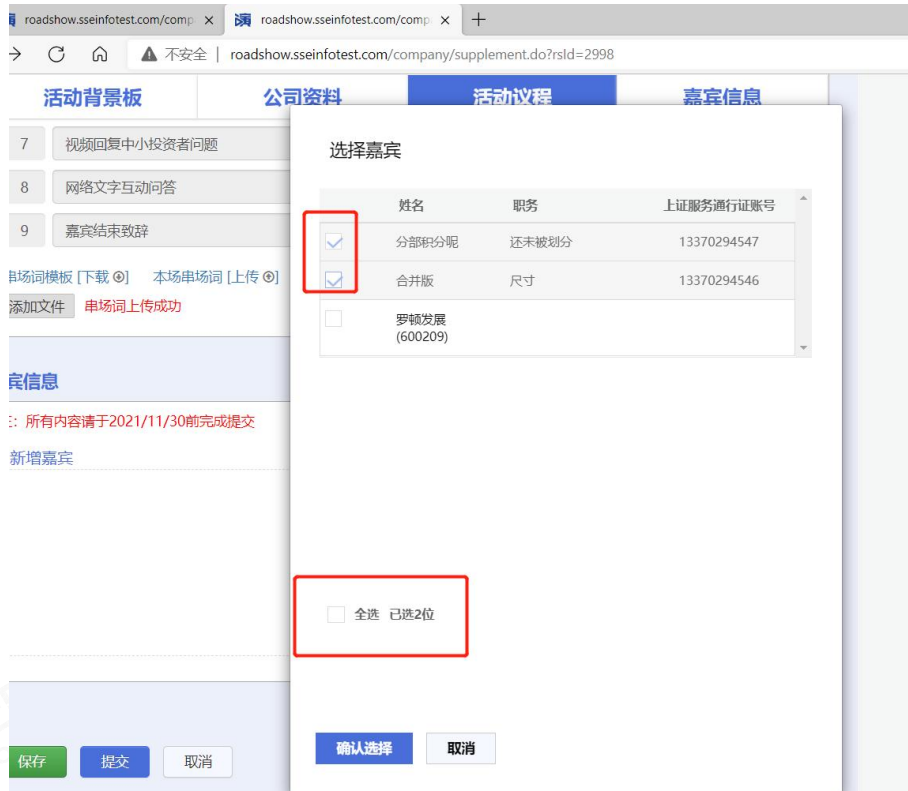 roadshow.sseinfotest.com/comp
roadshow.sseinfotest.com/comp
不安全 | roadshow.sseinfotest.com/company/supplement.do?rsId=2998
活动背景板 公司资料 活动议程 嘉宾信息
7 视频回复中小投资者问题
8 网络文字互动问答
9 嘉宾结束致辞
串场词模板 [下载] 本场串场词 [上传]
添加文件 串场词上传成功
宾信息
: 所有内容请于2021/11/30前完成提交
新增嘉宾
保存 提交 取消
选择嘉宾
姓名 职务 上证服务通行证账号
分部积分呢 还未被划分 13370294547
合并版 尺寸 13370294546
罗顿发展
(600209)
全选 已选2位
确认选择 取消